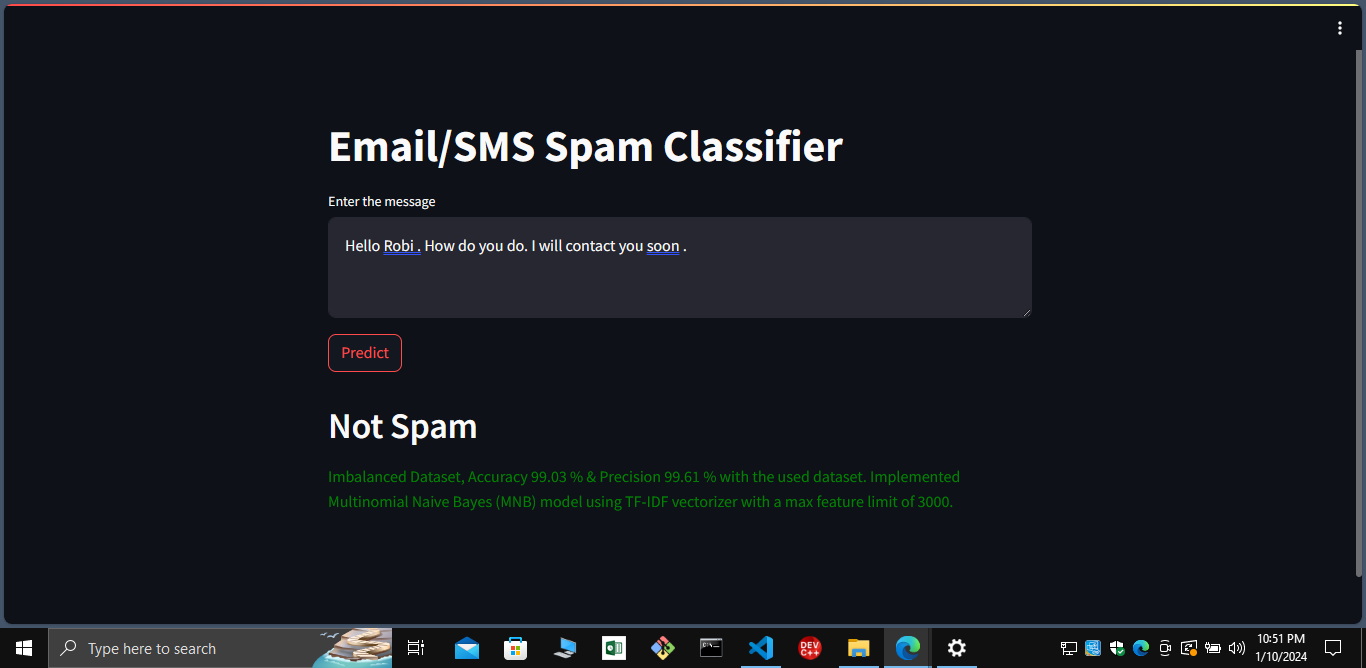 Email/SMS Spam Classifier
Enter the message
Hello Robi . How do you do. I will contact you soon .
Predict
Not Spam
Imbalanced Dataset, Accuracy 99.03 % & Precision 99.61 % with the used dataset. Implemented
Multinomial Naive Bayes (MNB) model using TF-IDF vectorizer with a max feature limit of 3000.
Type here to search
DEV
C++
10:51 PM
1/10/2024